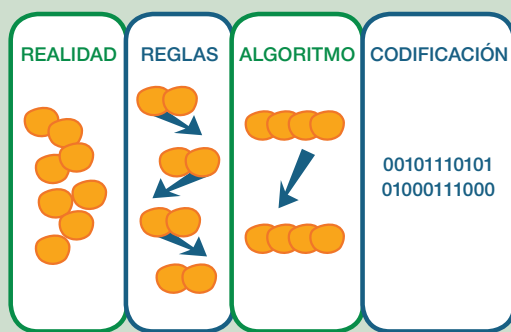 REALIDAD
REGLAS
ALGORITMO
CODIFICACIÓN
00101110101
01000111000